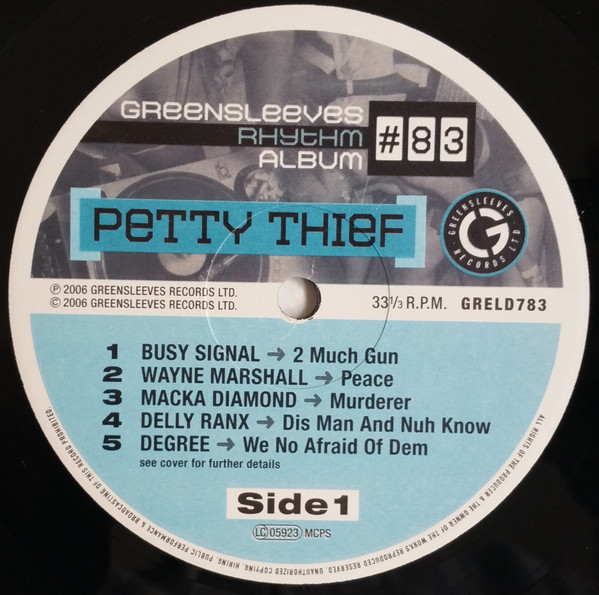 GREENSLEEVES
RHYTHM
ALBUM
#83
PETTY THIEF
GREENSLEEVES
RECORDS LTD
G
Ⓟ 2006 GREENSLEEVES RECORDS LTD.
© 2006 GREENSLEEVES RECORDS LTD.
33⅓ R.P.M. GRELD783
1 BUSY SIGNAL → 2 Much Gun
2 WAYNE MARSHALL → Peace
3 MACKA DIAMOND → Murderer
4 DELLY RANX → Dis Man And Nuh Know
5 DEGREE → We No Afraid Of Dem
see cover for further details
Side 1
LC 05923 MCPS
ALL RIGHTS OF THE PRODUCER & THE OWNER OF THE WORKS REPRODUCED RESERVED. UNAUTHORIZED COPYING, HIRING, PUBLIC PERFORMANCE & BROADCASTING OF THIS RECORD PROHIBITED.